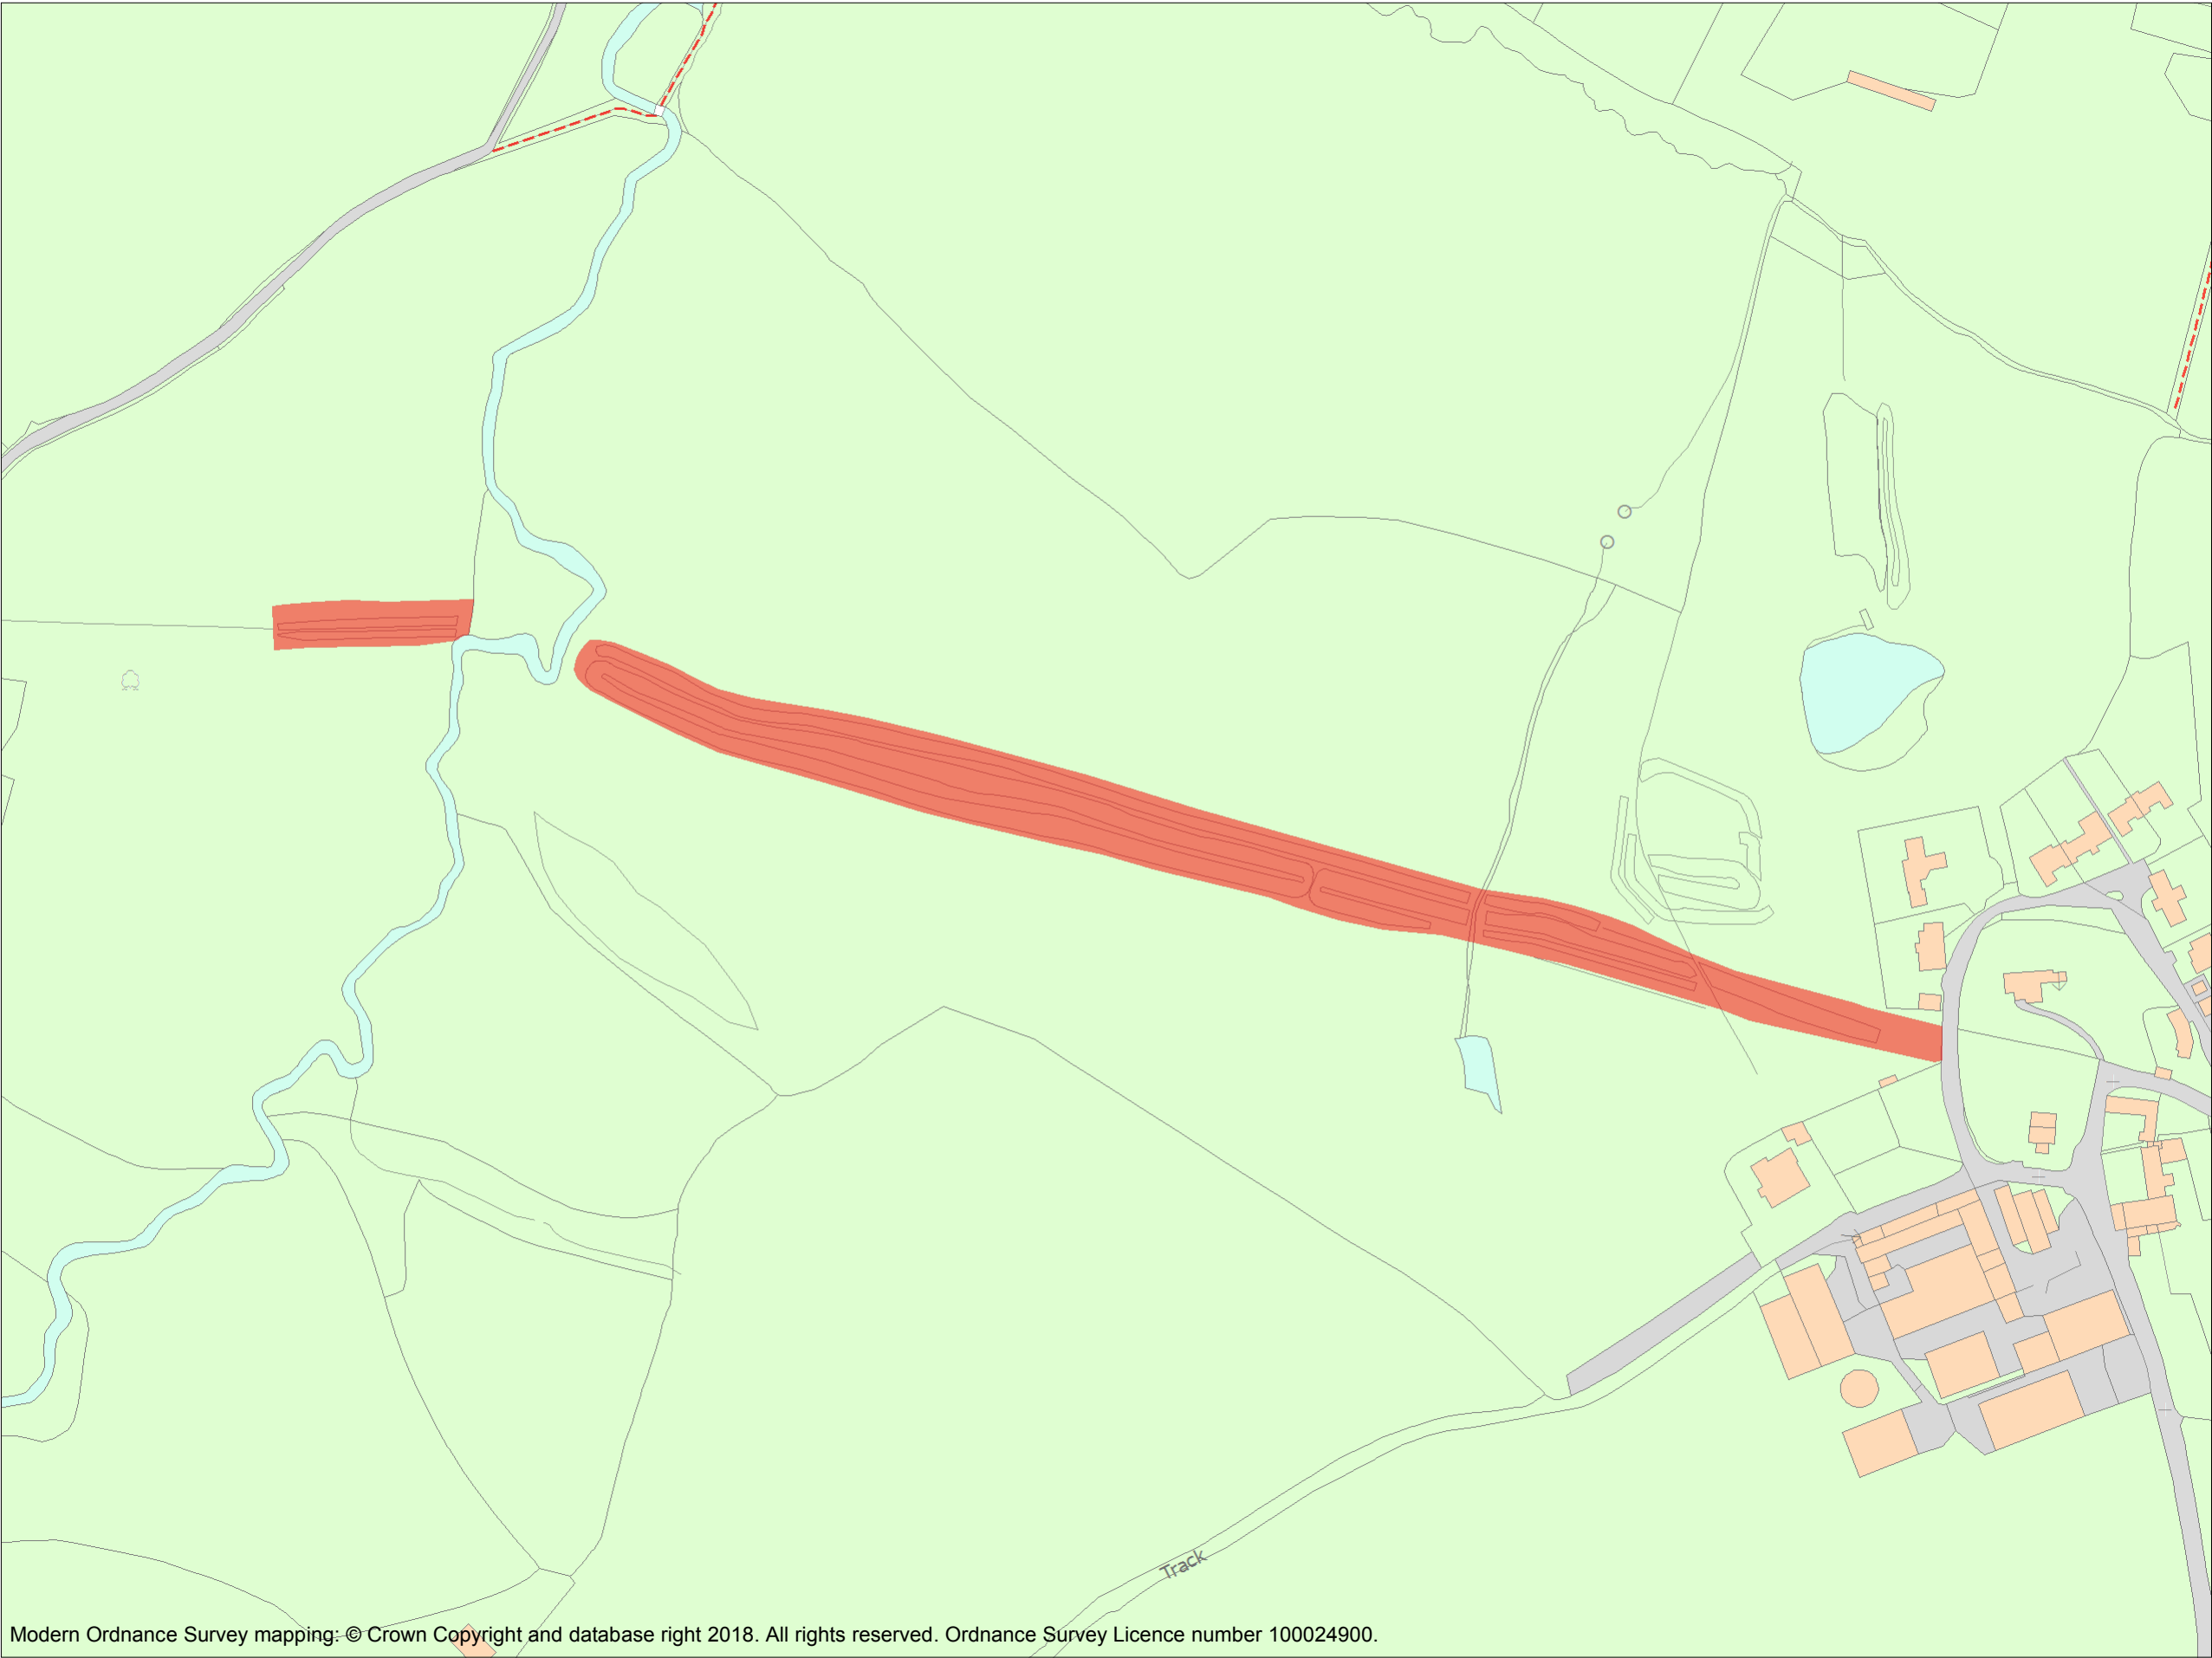 Track
Modern Ordnance Survey mapping: © Crown Copyright and database right 2018. All rights reserved. Ordnance Survey Licence number 100024900.